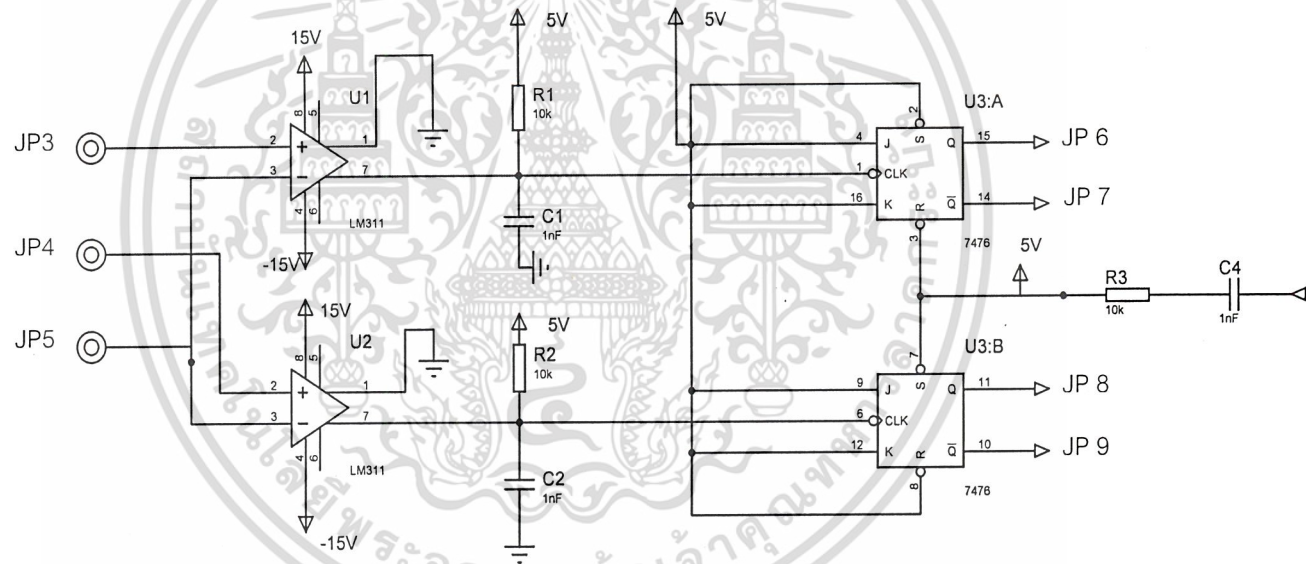 15V
5V
5V
U1
8
5
JP3
2
+
1
3
−
7
4
6
LM311
-15V
R1
10k
C1
1nF
U3:A
2
4
J
S
Q
15
JP 6
1
CLK
16
K
R
Q
14
JP 7
3
7476
JP4
15V
5V
5V
R3
10k
C4
1nF
JP5
U2
8
5
2
+
1
3
−
7
4
6
LM311
-15V
R2
10k
C2
1nF
U3:B
7
9
J
S
Q
11
JP 8
6
CLK
12
K
R
Q
10
JP 9
8
7476